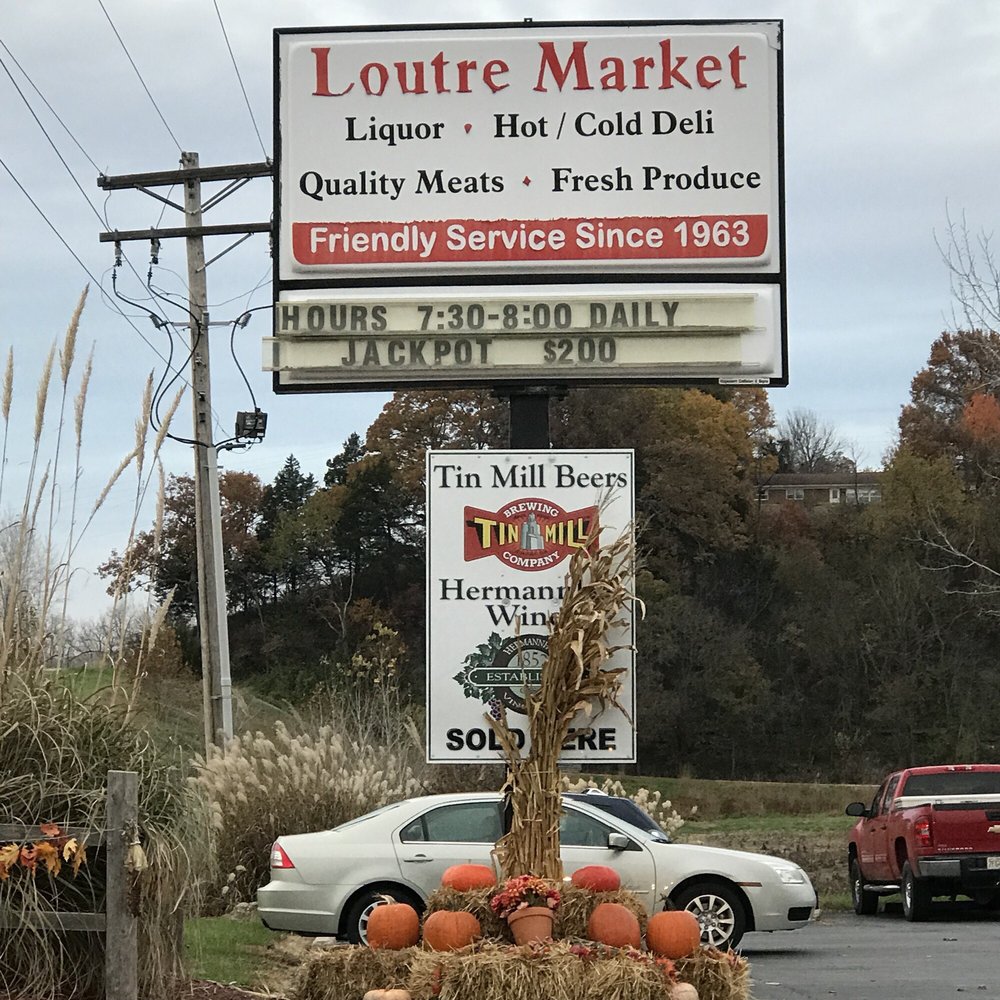 Loutre Market
Liquor • Hot / Cold Deli
Quality Meats • Fresh Produce
Friendly Service Since 1963
HOURS 7:30-8:00 DAILY
JACKPOT $200
Tin Mill Beers
BREWING
TIN MILL
COMPANY
SOLD